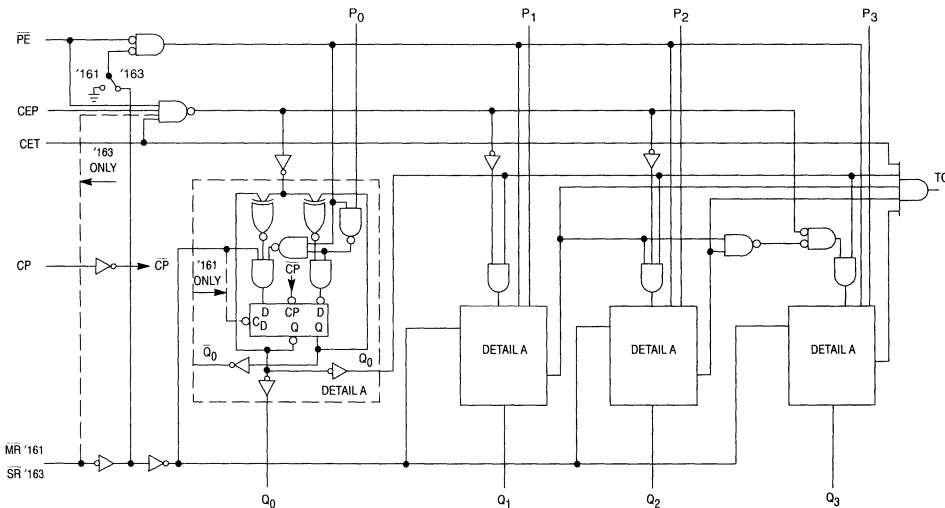 P0 P1 P2 P3
PE
'161 '163
CEP
CET
'163
ONLY
TC
CP CP
'161
ONLY
CP
D CP D
CD Q Q
Q0 Q0
DETAIL A
DETAIL A DETAIL A DETAIL A
MR '161
SR '163
Q0 Q1 Q2 Q3